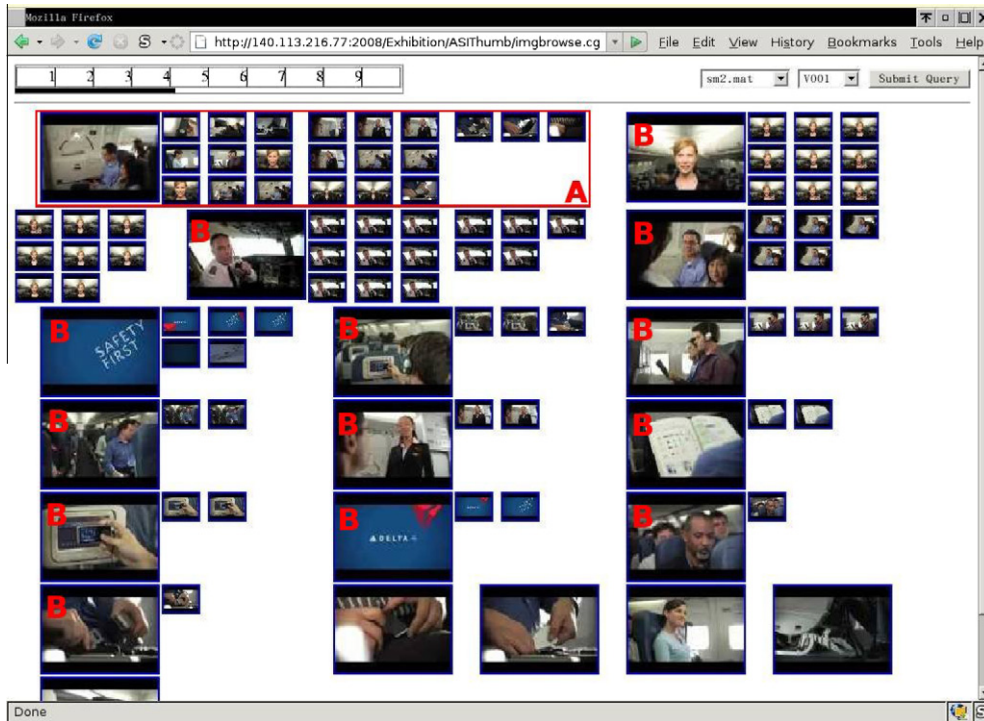 Mozilla Firefox
http://140.113.216.77:2008/Exhibition/ASIThumb/imgbrowse.cg
File Edit View History Bookmarks Tools Help
1 2 3 4 5 6 7 8 9
sm2.mat V001 Submit Query
A
B
B
B
B
SAFETY
FIRST
B
B
B
B
B
B
B
DELTA
B
B
Done